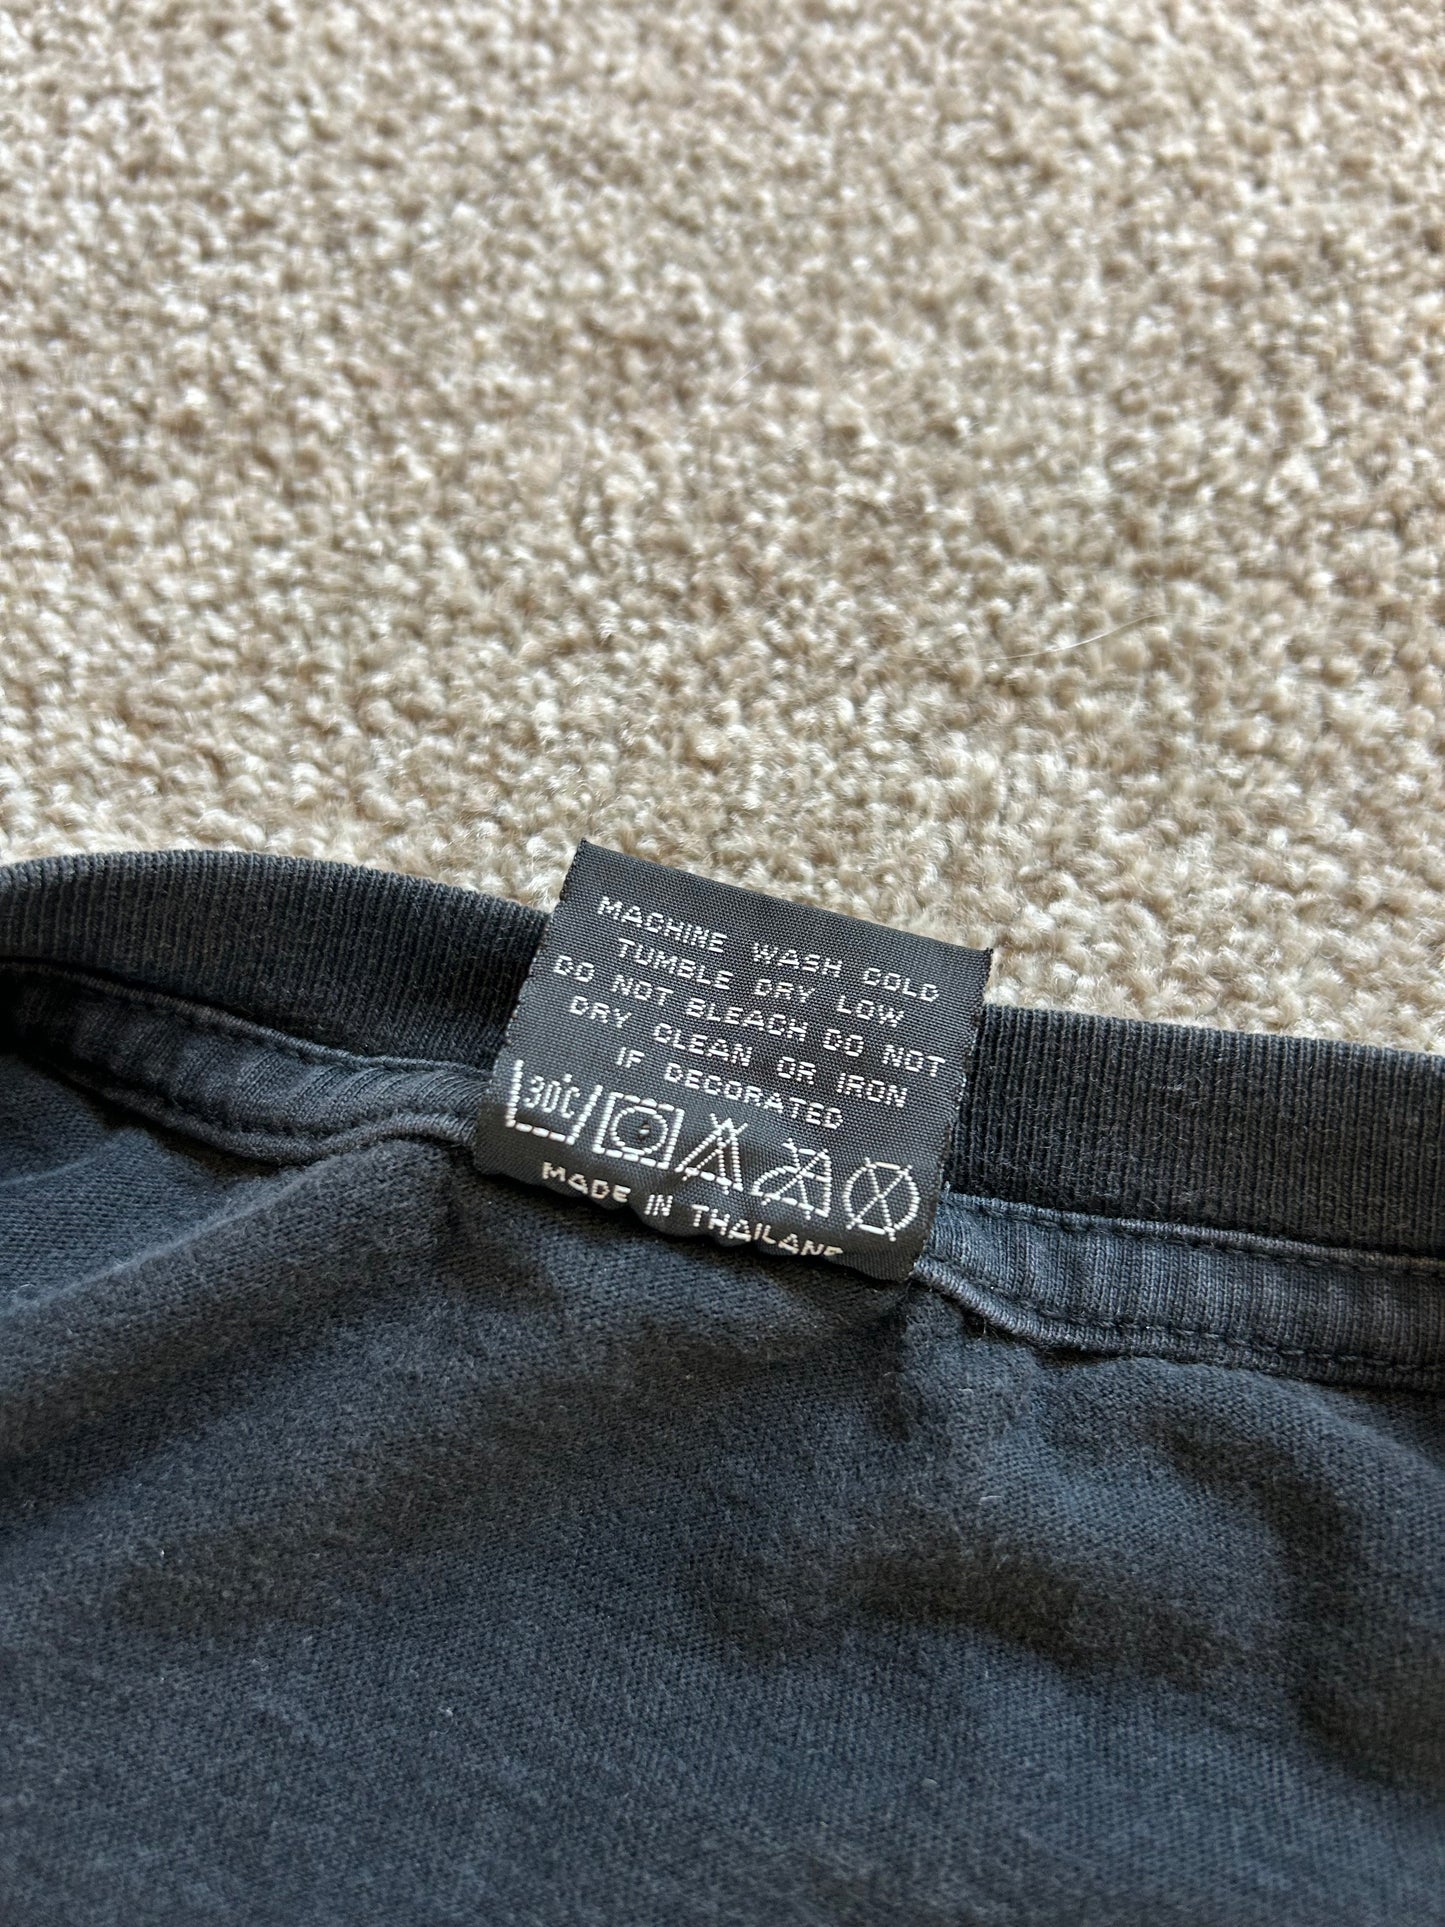 MACHINE WASH COLD
TUMBLE DRY LOW
DO NOT BLEACH DO NOT
DRY CLEAN OR IRON
IF DECORATED
30°C
MADE IN THAILAND